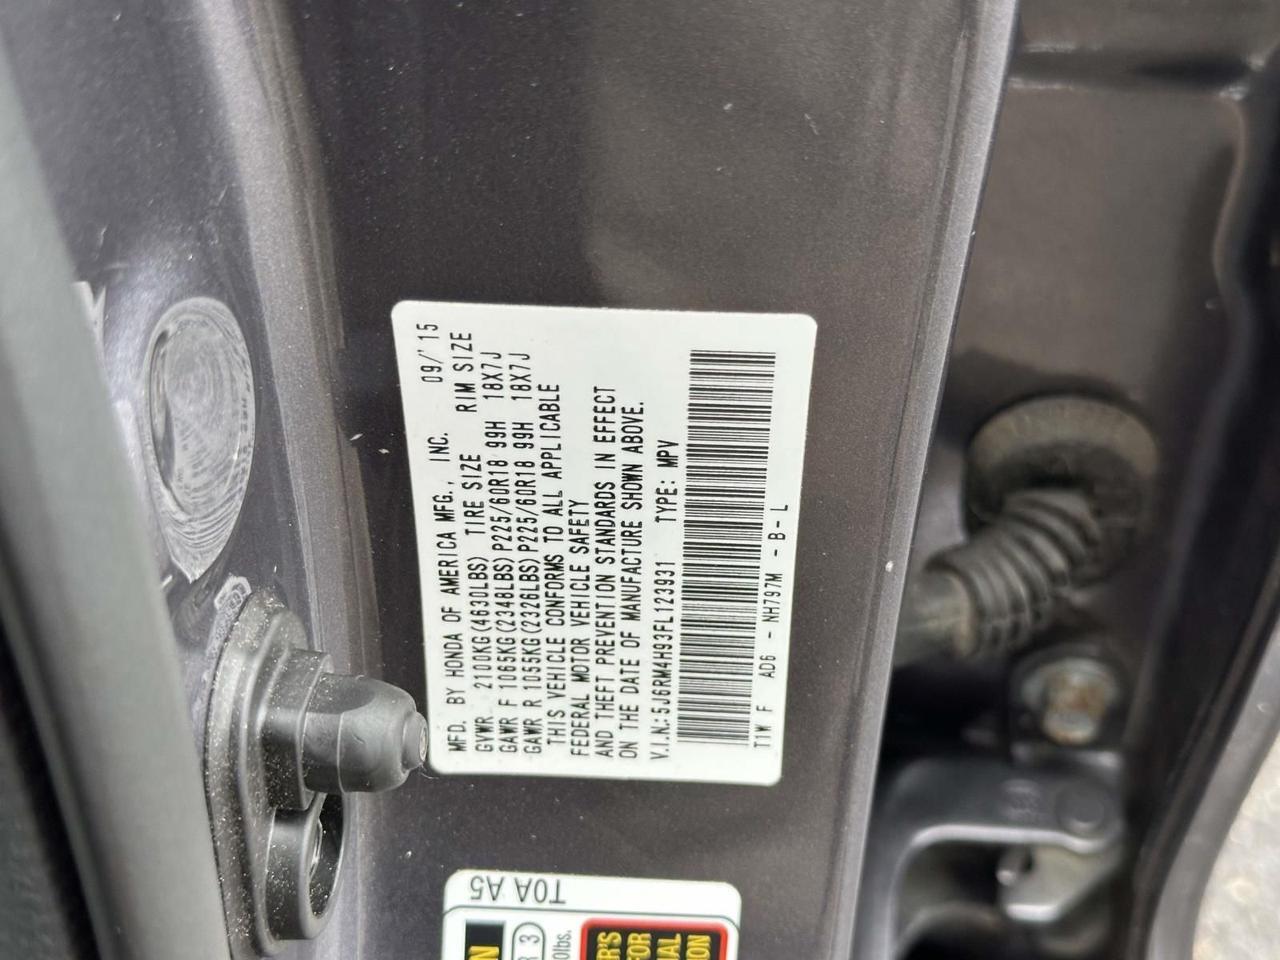 MFD. BY HONDA OF AMERICA MFG., INC. 09/'15
GVWR 2100KG(4630LBS) TIRE SIZE RIM SIZE
GAWR F 1065KG(2348LBS)P225/60R18 99H 18X7J
GAWR R 1055KG(2326LBS)P225/60R18 99H 18X7J
THIS VEHICLE CONFORMS TO ALL APPLICABLE
FEDERAL MOTOR VEHICLE SAFETY
AND THEFT PREVENTION STANDARDS IN EFFECT
ON THE DATE OF MANUFACTURE SHOWN ABOVE.
V.I.N.:5J6RM4H93FL123931 TYPE: MPV
T1W F AD6 - NH797M - B - L
T0A A5